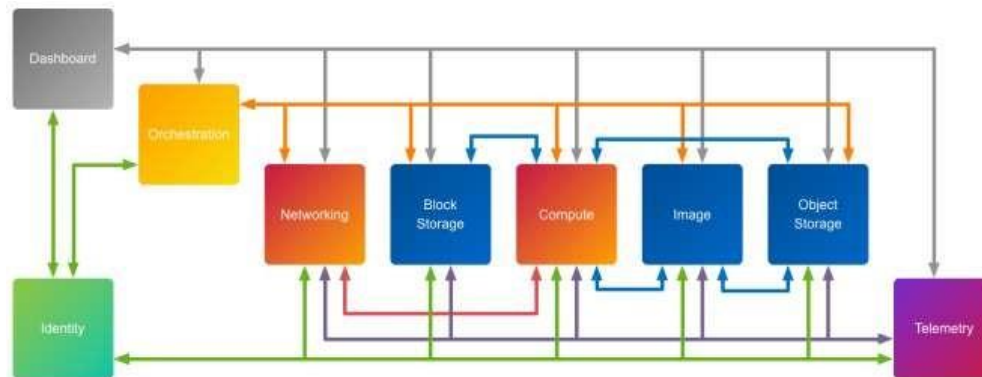 Dashboard
Orchestration
Networking
Block
Storage
Compute
Image
Object
Storage
Identity
Telemetry